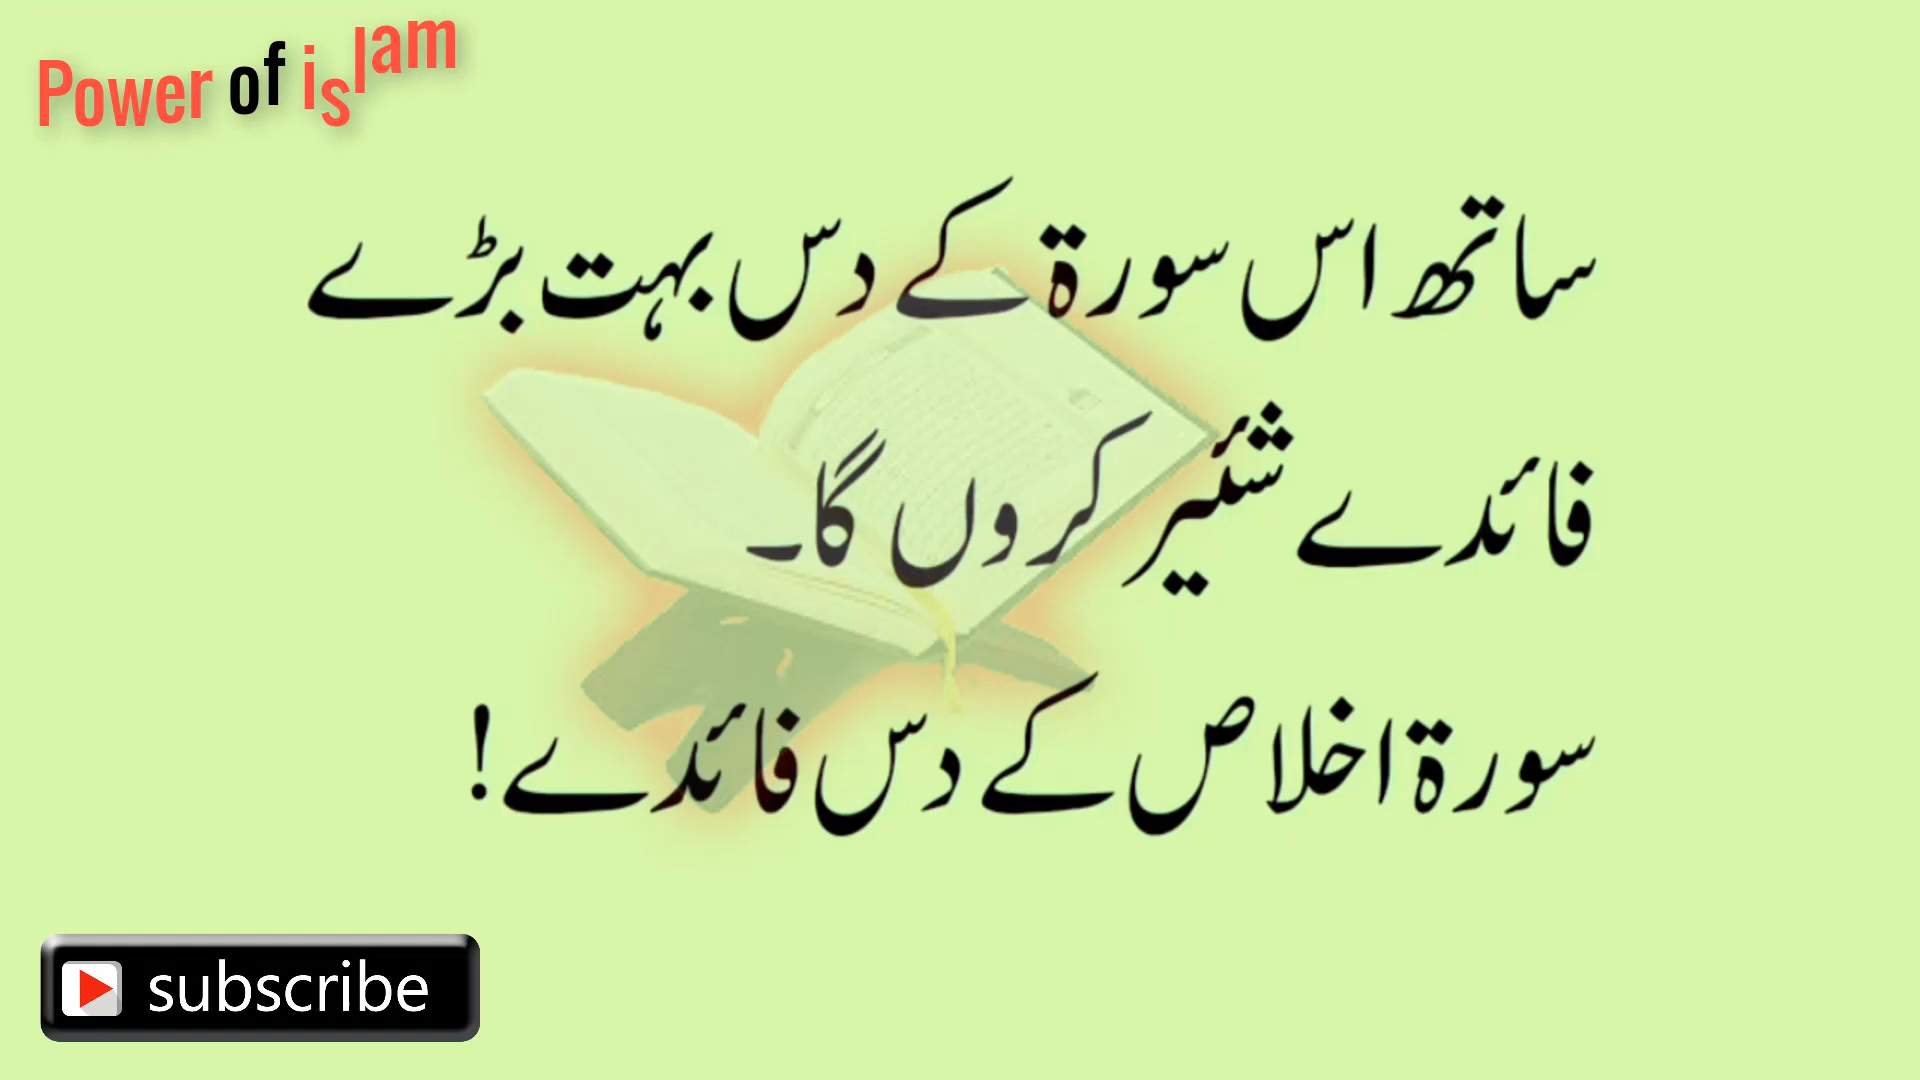 Power of islam
ساتھ اس سورۃ کے دس بہت بڑے
فائدے شئیر کروں گا۔
سورۃ اخلاص کے دس فائدے!
subscribe